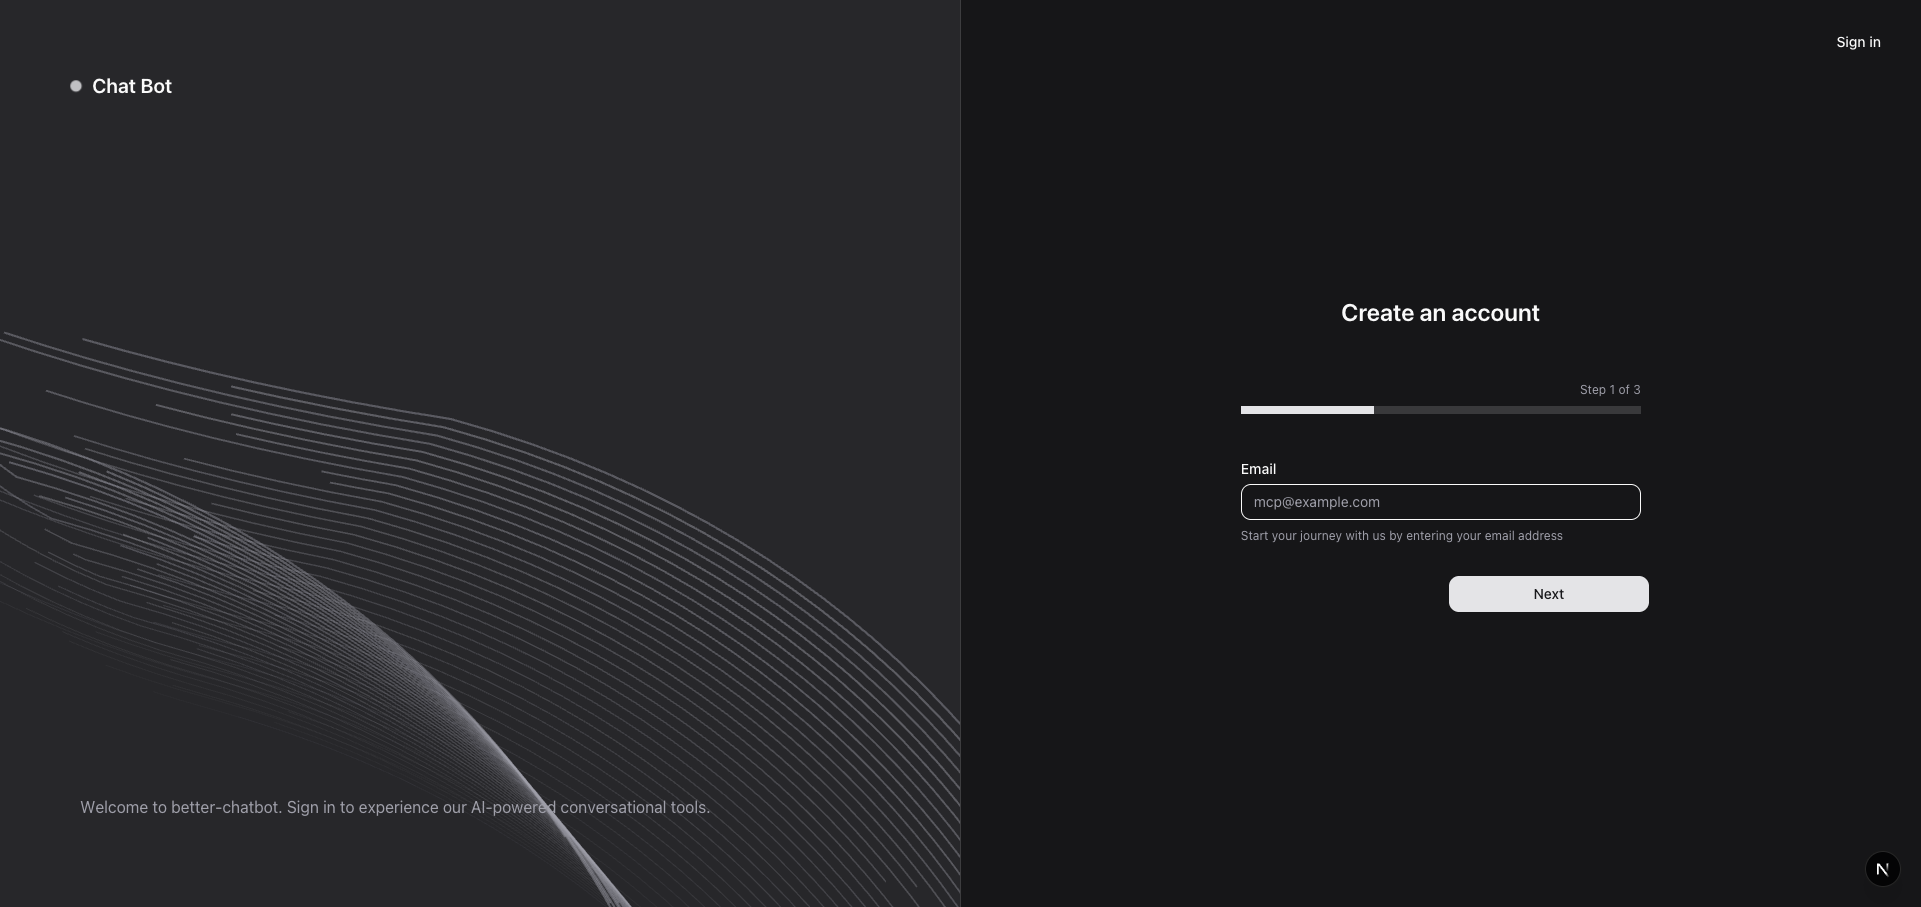 Sign in
Chat Bot
Create an account
Step 1 of 3
Email
mcp@example.com
Start your journey with us by entering your email address
Next
Welcome to better-chatbot. Sign in to experience our AI-powered conversational tools.
N